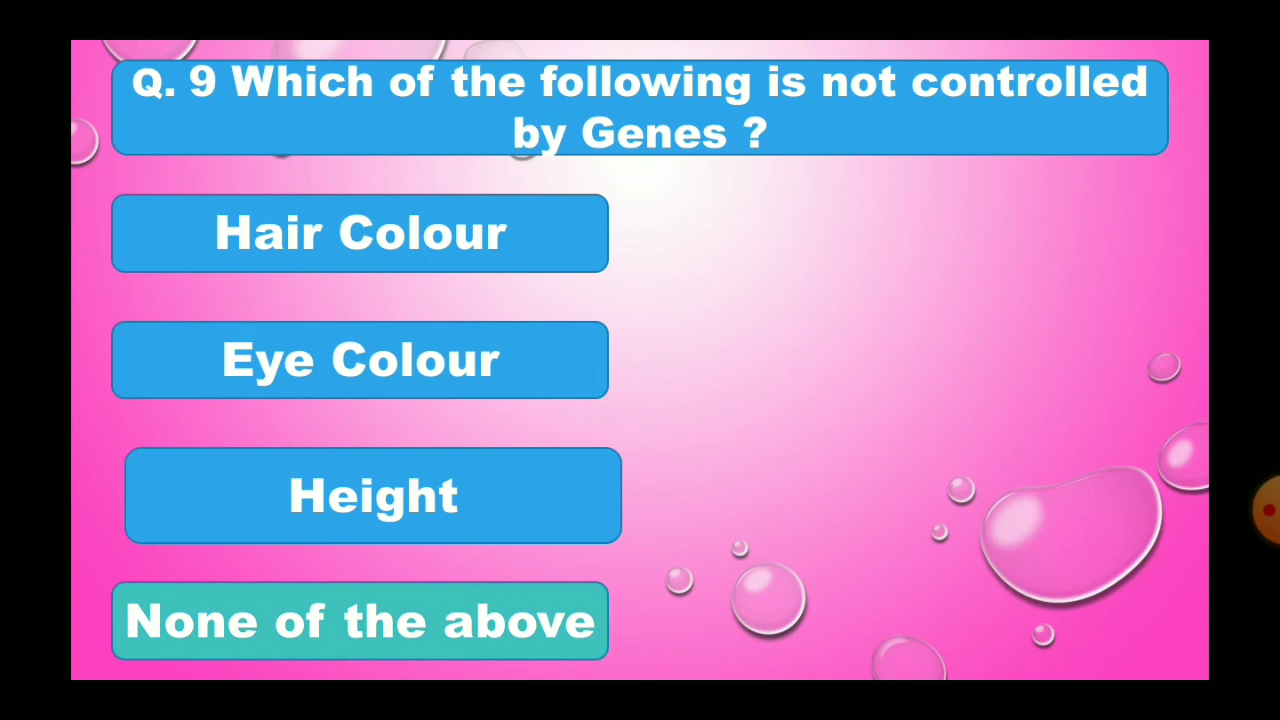 Q. 9 Which of the following is not controlled
by Genes ?
Hair Colour
Eye Colour
Height
None of the above